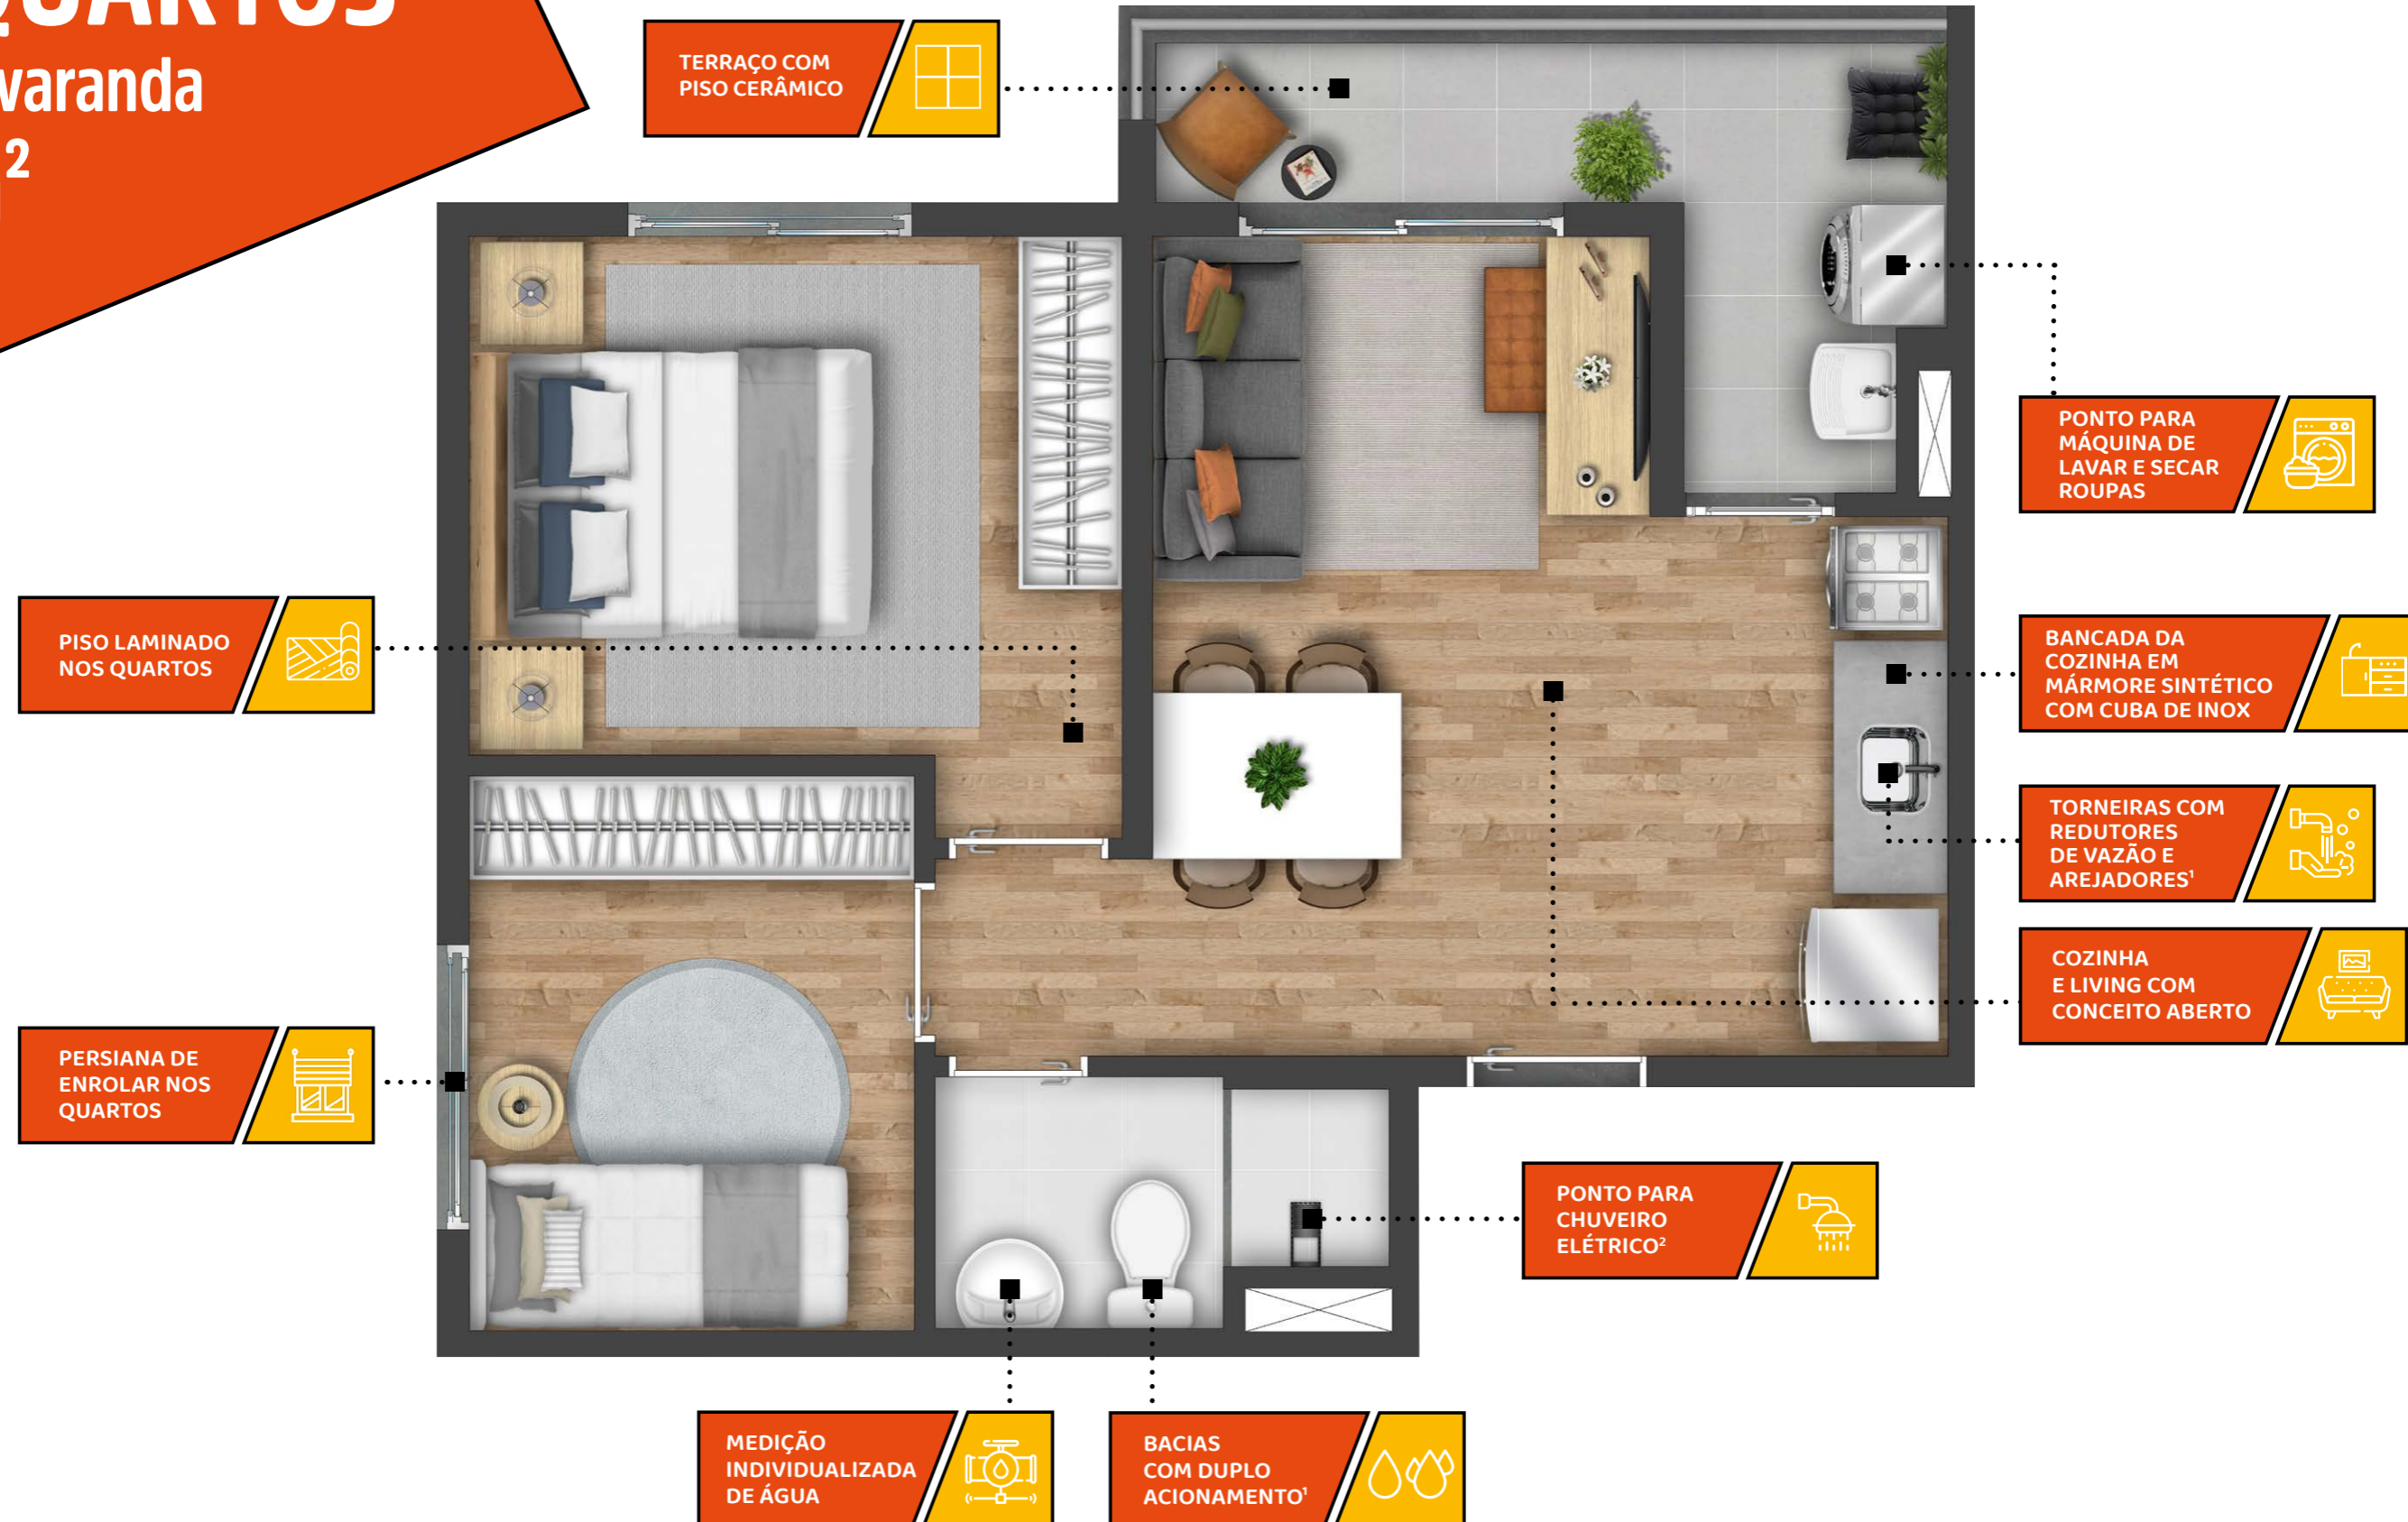 QUARTOS
varanda
2
TERRAÇO COM
PISO CERÂMICO
PONTO PARA
MÁQUINA DE
LAVAR E SECAR
ROUPAS
PISO LAMINADO
NOS QUARTOS
BANCADA DA
COZINHA EM
MÁRMORE SINTÉTICO
COM CUBA DE INOX
TORNEIRAS COM
REDUTORES
DE VAZÃO E
AREJADORES¹
COZINHA
E LIVING COM
CONCEITO ABERTO
PERSIANA DE
ENROLAR NOS
QUARTOS
PONTO PARA
CHUVEIRO
ELÉTRICO²
MEDIÇÃO
INDIVIDUALIZADA
DE ÁGUA
BACIAS
COM DUPLO
ACIONAMENTO¹